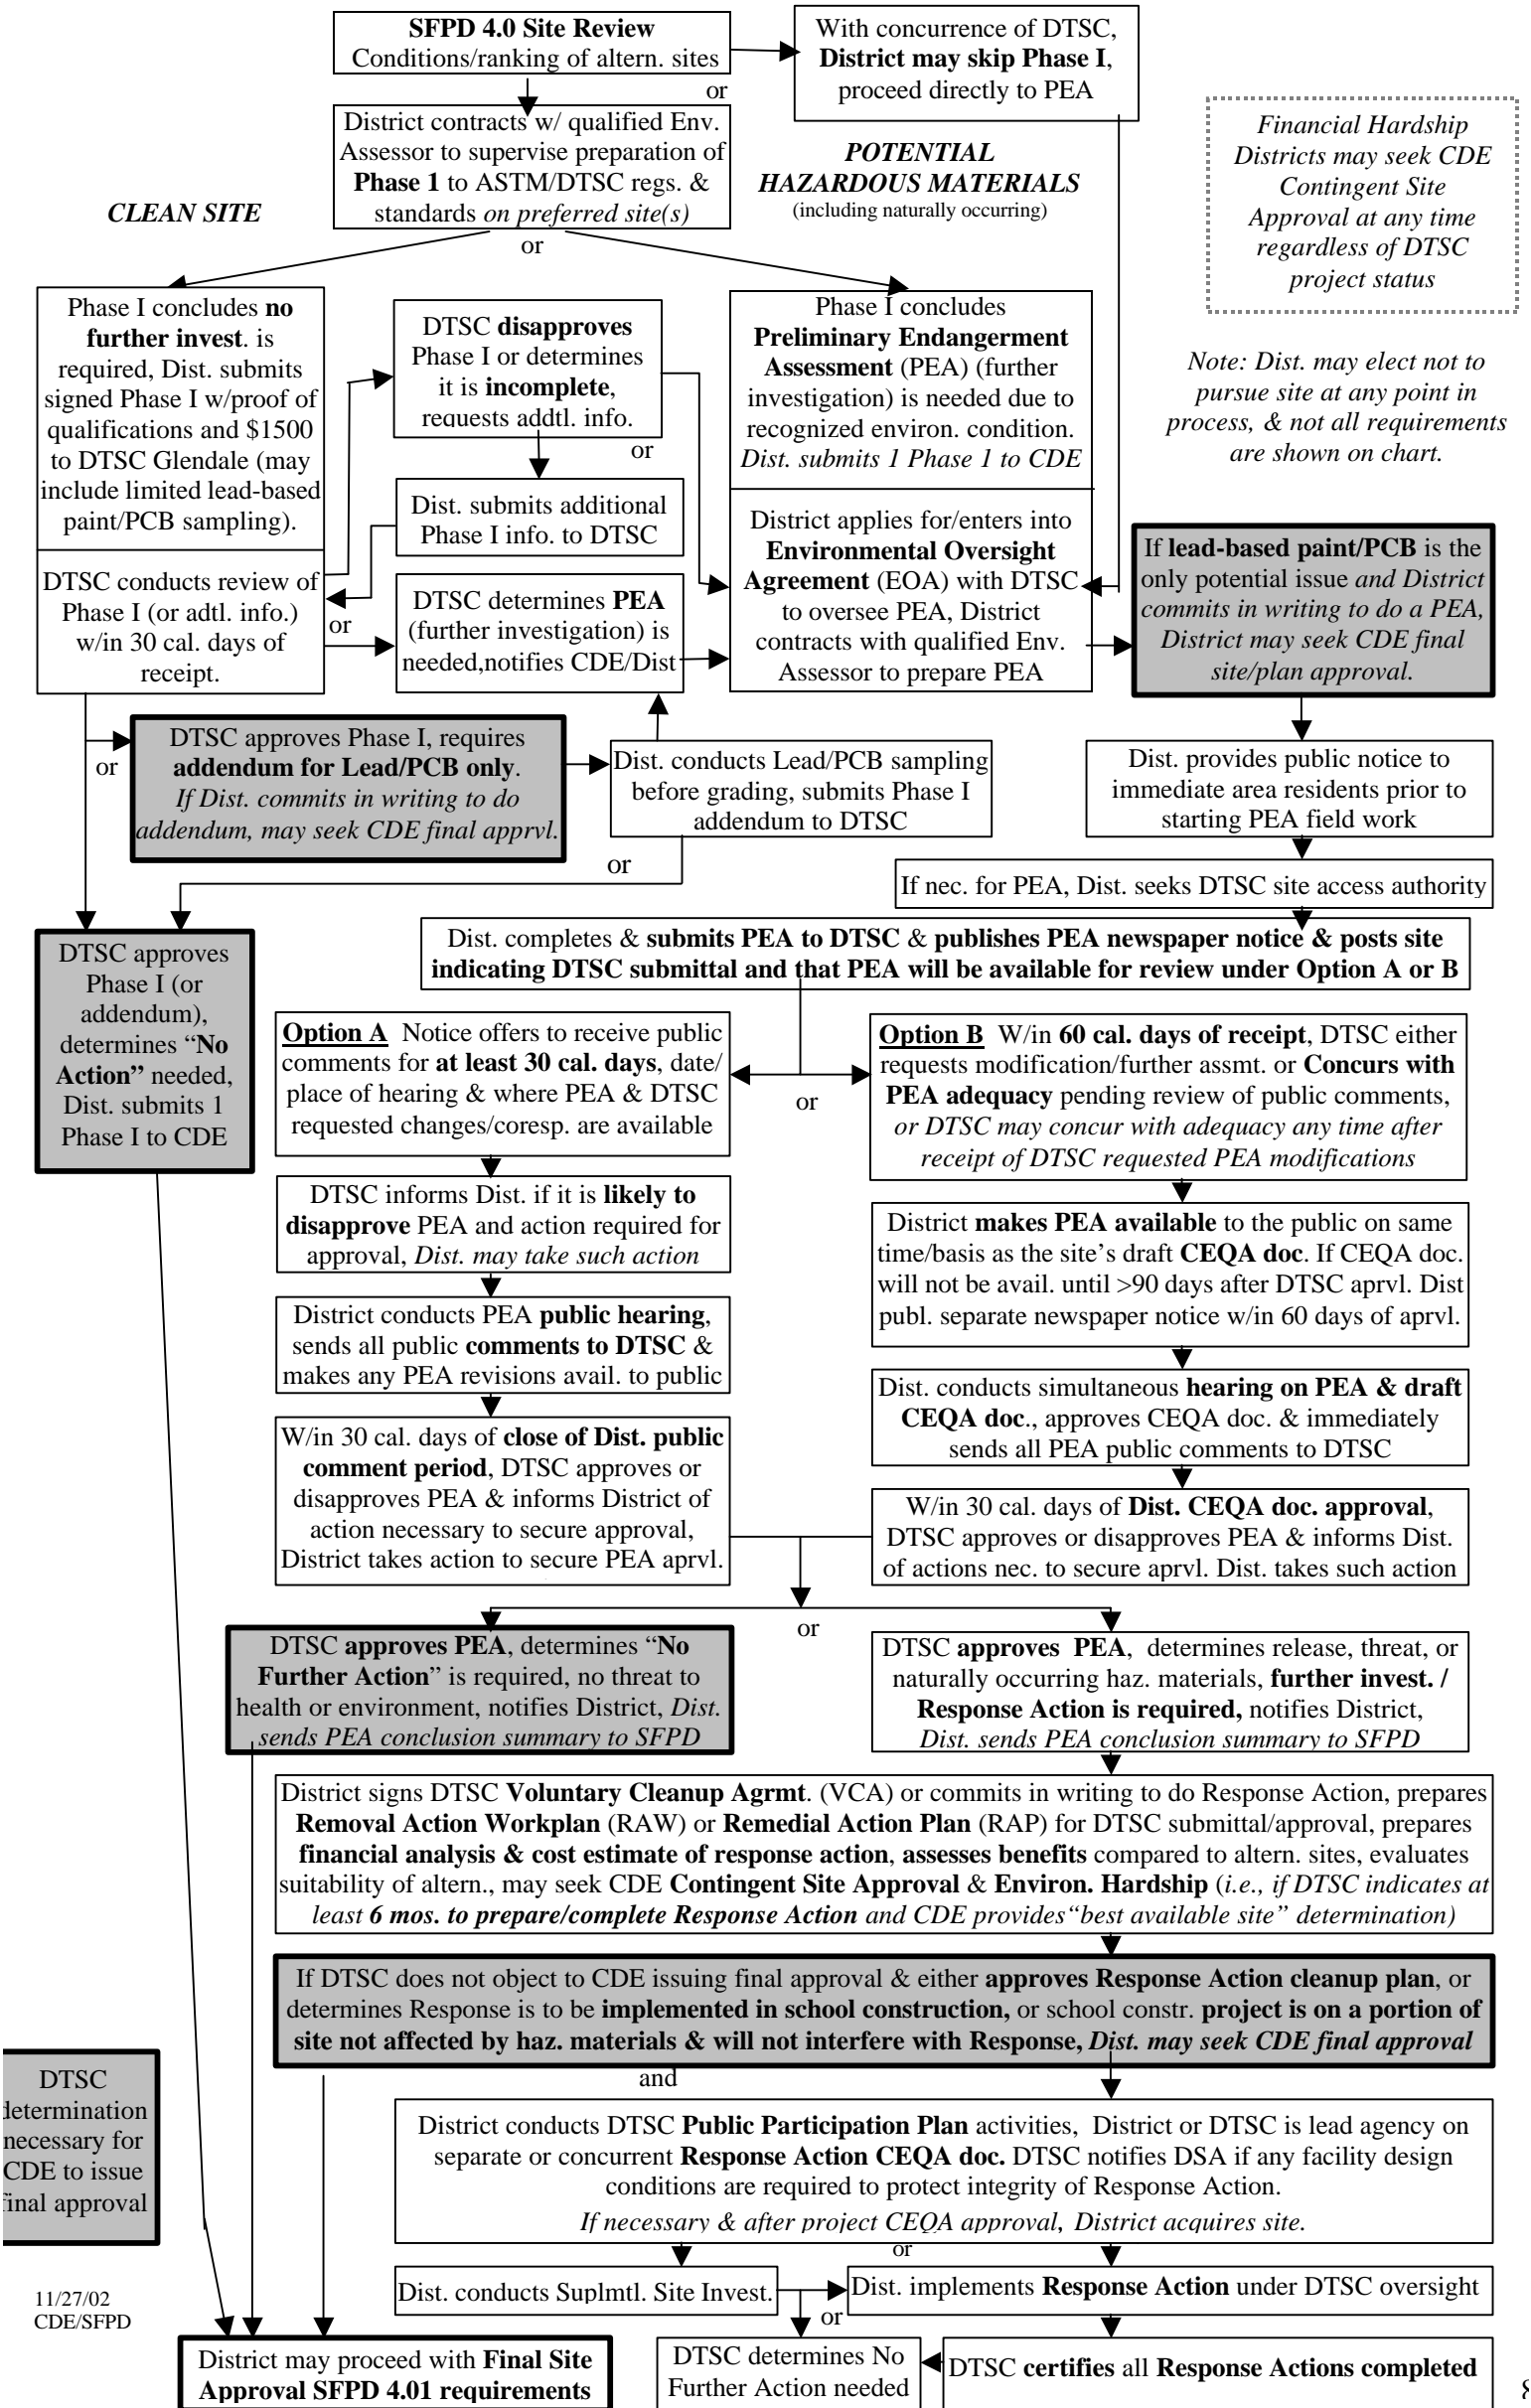 SFPD 4.0 Site Review
Conditions/ranking of altern. sites
or
With concurrence of DTSC,
District may skip Phase I,
proceed directly to PEA
District contracts w/ qualified Env.
Assessor to supervise preparation of
Phase 1 to ASTM/DTSC regs. &
standards on preferred site(s)
or
CLEAN SITE
POTENTIAL
HAZARDOUS MATERIALS
(including naturally occurring)
Financial Hardship
Districts may seek CDE
Contingent Site
Approval at any time
regardless of DTSC
project status
Note: Dist. may elect not to
pursue site at any point in
process, & not all requirements
are shown on chart.
Phase I concludes no
further invest. is
required, Dist. submits
signed Phase I w/proof of
qualifications and $1500
to DTSC Glendale (may
include limited lead-based
paint/PCB sampling).
DTSC conducts review of
Phase I (or adtl. info.)
w/in 30 cal. days of
receipt.
DTSC disapproves
Phase I or determines
it is incomplete,
requests addtl. info.
or
Dist. submits additional
Phase I info. to DTSC
or
DTSC determines PEA
(further investigation) is
needed,notifies CDE/Dist
Phase I concludes
Preliminary Endangerment
Assessment (PEA) (further
investigation) is needed due to
recognized environ. condition.
Dist. submits 1 Phase 1 to CDE
District applies for/enters into
Environmental Oversight
Agreement (EOA) with DTSC
to oversee PEA, District
contracts with qualified Env.
Assessor to prepare PEA
If lead-based paint/PCB is the
only potential issue and District
commits in writing to do a PEA,
District may seek CDE final
site/plan approval.
or
DTSC approves Phase I, requires
addendum for Lead/PCB only.
If Dist. commits in writing to do
addendum, may seek CDE final apprvl.
Dist. conducts Lead/PCB sampling
before grading, submits Phase I
addendum to DTSC
or
Dist. provides public notice to
immediate area residents prior to
starting PEA field work
If nec. for PEA, Dist. seeks DTSC site access authority
Dist. completes & submits PEA to DTSC & publishes PEA newspaper notice & posts site
indicating DTSC submittal and that PEA will be available for review under Option A or B
DTSC approves
Phase I (or
addendum),
determines “No
Action” needed,
Dist. submits 1
Phase I to CDE
Option A Notice offers to receive public
comments for at least 30 cal. days, date/
place of hearing & where PEA & DTSC
requested changes/coresp. are available
or
Option B W/in 60 cal. days of receipt, DTSC either
requests modification/further assmt. or Concurs with
PEA adequacy pending review of public comments,
or DTSC may concur with adequacy any time after
receipt of DTSC requested PEA modifications
DTSC informs Dist. if it is likely to
disapprove PEA and action required for
approval, Dist. may take such action
District makes PEA available to the public on same
time/basis as the site’s draft CEQA doc. If CEQA doc.
will not be avail. until >90 days after DTSC aprvl. Dist
publ. separate newspaper notice w/in 60 days of aprvl.
District conducts PEA public hearing,
sends all public comments to DTSC &
makes any PEA revisions avail. to public
Dist. conducts simultaneous hearing on PEA & draft
CEQA doc., approves CEQA doc. & immediately
sends all PEA public comments to DTSC
W/in 30 cal. days of close of Dist. public
comment period, DTSC approves or
disapproves PEA & informs District of
action necessary to secure approval,
District takes action to secure PEA aprvl.
W/in 30 cal. days of Dist. CEQA doc. approval,
DTSC approves or disapproves PEA & informs Dist.
of actions nec. to secure aprvl. Dist. takes such action
or
DTSC approves PEA, determines “No
Further Action” is required, no threat to
health or environment, notifies District, Dist.
sends PEA conclusion summary to SFPD
DTSC approves PEA, determines release, threat, or
naturally occurring haz. materials, further invest. /
Response Action is required, notifies District,
Dist. sends PEA conclusion summary to SFPD
District signs DTSC Voluntary Cleanup Agrmt. (VCA) or commits in writing to do Response Action, prepares
Removal Action Workplan (RAW) or Remedial Action Plan (RAP) for DTSC submittal/approval, prepares
financial analysis & cost estimate of response action, assesses benefits compared to altern. sites, evaluates
suitability of altern., may seek CDE Contingent Site Approval & Environ. Hardship (i.e., if DTSC indicates at
least 6 mos. to prepare/complete Response Action and CDE provides“best available site” determination)
If DTSC does not object to CDE issuing final approval & either approves Response Action cleanup plan, or
determines Response is to be implemented in school construction, or school constr. project is on a portion of
site not affected by haz. materials & will not interfere with Response, Dist. may seek CDE final approval
and
DTSC
determination
necessary for
CDE to issue
final approval
District conducts DTSC Public Participation Plan activities, District or DTSC is lead agency on
separate or concurrent Response Action CEQA doc. DTSC notifies DSA if any facility design
conditions are required to protect integrity of Response Action.
If necessary & after project CEQA approval, District acquires site.
or
Dist. conducts Suplmtl. Site Invest.
or
Dist. implements Response Action under DTSC oversight
11/27/02
CDE/SFPD
District may proceed with Final Site
Approval SFPD 4.01 requirements
DTSC determines No
Further Action needed
DTSC certifies all Response Actions completed